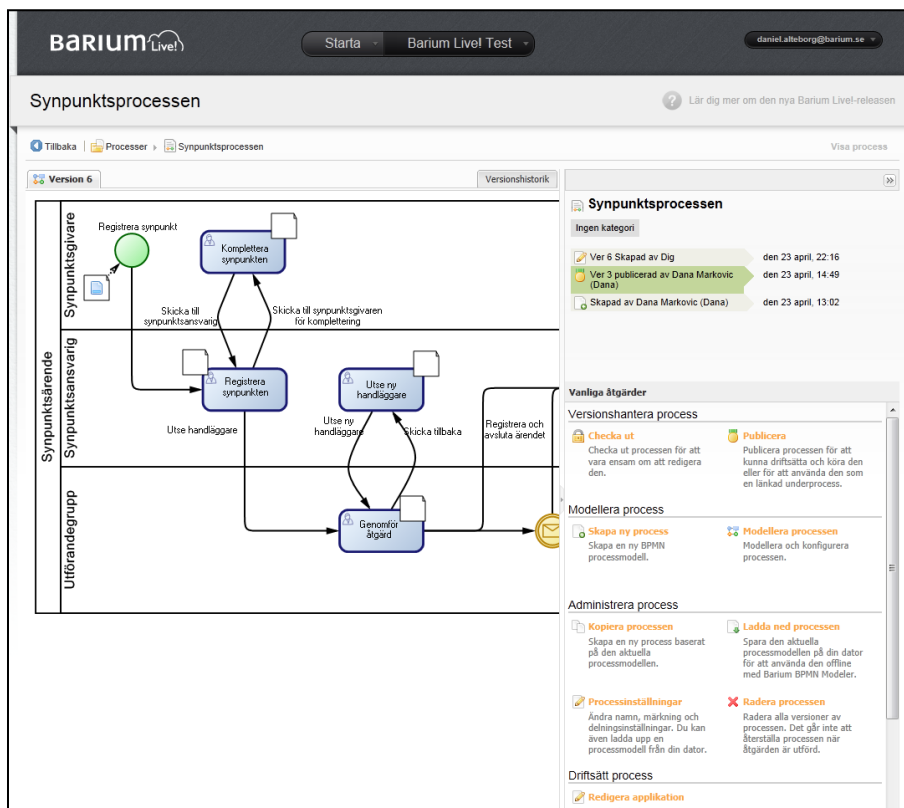 BARIUM Live!
Starta
Barium Live! Test
daniel.alteborg@barium.se
Synpunktsprocessen
? Lär dig mer om den nya Barium Live!-releasen
Tillbaka
Processer
Synpunktsprocessen
Visa process
Version 6
Versionshistorik
Synpunktsärende
Synpunktsgivare
Registrera synpunkt
Komplettera
synpunkten
Skicka till
synpunktsansvarig
Skicka till synpunktsgivaren
för komplettering
Synpunktsansvarig
Registrera
synpunkten
Utse ny
handläggare
Utse handläggare
Utse ny
handläggare
Skicka tillbaka
Registrera och
avsluta ärendet
Utförandegrupp
Genomför
åtgärd
Synpunktsprocessen
Ingen kategori
Ver 6 Skapad av Dig
den 23 april, 22:16
Ver 3 publicerad av Dana Markovic
(Dana)
den 23 april, 14:49
Skapad av Dana Markovic (Dana)
den 23 april, 13:02
Vanliga åtgärder
Versionshantera process
Checka ut
Checka ut processen för att
vara ensam om att redigera
den.
Publicera
Publicera processen för att
kunna driftsätta och köra den
eller för att använda den som
en länkad underprocess.
Modellera process
Skapa ny process
Skapa en ny BPMN
processmodell.
Modellera processen
Modellera och konfigurera
processen.
Administrera process
Kopiera processen
Skapa en ny process baserat
på den aktuella
processmodellen.
Ladda ned processen
Spara den aktuella
processmodellen på din dator
för att använda den offline
med Barium BPMN Modeler.
Processinställningar
Ändra namn, märkning och
delningsinställningar. Du kan
även ladda upp en
processmodell från din dator.
Radera processen
Radera alla versioner av
processen. Det går inte att
återställa processen när
åtgärden är utförd.
Driftsätt process
Redigera applikation